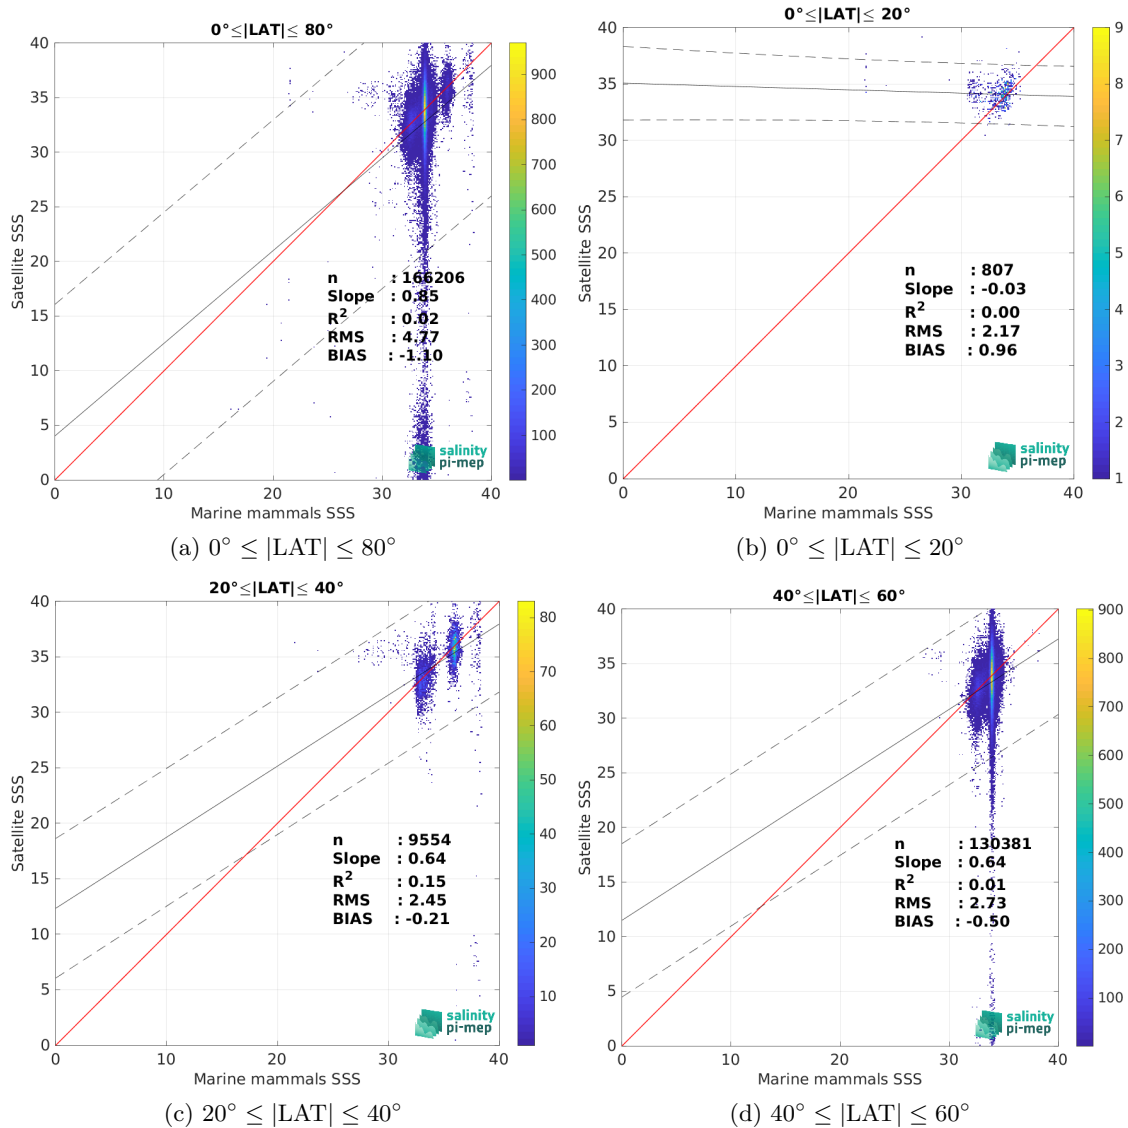 0°≤|LAT|≤ 80°
40
35
30
25
20
15
10
5
0
Satellite SSS
n : 166206
Slope : 0.85
R² : 0.02
RMS : 4.77
BIAS : -1.10
salinity
pi-mep
0 10 20 30 40
Marine mammals SSS
900
800
700
600
500
400
300
200
100
(a) 0° ≤ |LAT| ≤ 80°
0°≤|LAT|≤ 20°
40
35
30
25
20
15
10
5
0
Satellite SSS
n : 807
Slope : -0.03
R² : 0.00
RMS : 2.17
BIAS : 0.96
salinity
pi-mep
0 10 20 30 40
Marine mammals SSS
9
8
7
6
5
4
3
2
1
(b) 0° ≤ |LAT| ≤ 20°
20°≤|LAT|≤ 40°
40
35
30
25
20
15
10
5
0
Satellite SSS
n : 9554
Slope : 0.64
R² : 0.15
RMS : 2.45
BIAS : -0.21
salinity
pi-mep
0 10 20 30 40
Marine mammals SSS
80
70
60
50
40
30
20
10
(c) 20° ≤ |LAT| ≤ 40°
40°≤|LAT|≤ 60°
40
35
30
25
20
15
10
5
0
Satellite SSS
n : 130381
Slope : 0.64
R² : 0.01
RMS : 2.73
BIAS : -0.50
salinity
pi-mep
0 10 20 30 40
Marine mammals SSS
900
800
700
600
500
400
300
200
100
(d) 40° ≤ |LAT| ≤ 60°